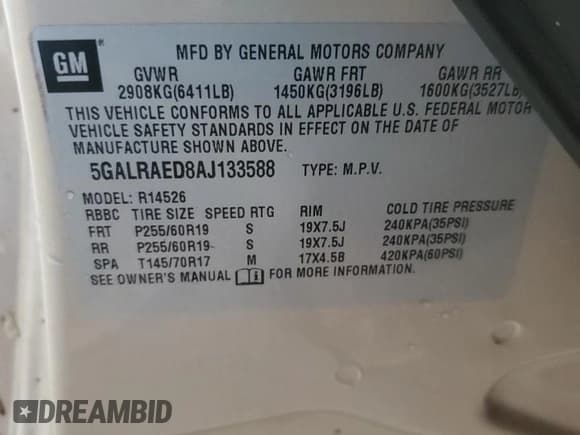 GM ®
MFD BY GENERAL MOTORS COMPANY
GVWR GAWR FRT GAWR RR
2908KG(6411LB) 1450KG(3196LB) 1600KG(3527LB)
THIS VEHICLE CONFORMS TO ALL APPLICABLE U.S. FEDERAL MOTOR
VEHICLE SAFETY STANDARDS IN EFFECT ON THE DATE OF
MANUFACTURE SHOWN ABOVE.
5GALRAED8AJ133588 TYPE: M.P.V.
MODEL: R14526
RBBC TIRE SIZE SPEED RTG RIM COLD TIRE PRESSURE
FRT P255/60R19 S 19X7.5J 240KPA(35PSI)
RR P255/60R19 S 19X7.5J 240KPA(35PSI)
SPA T145/70R17 M 17X4.5B 420KPA(60PSI)
SEE OWNER'S MANUAL FOR MORE INFORMATION.
DREAMBID